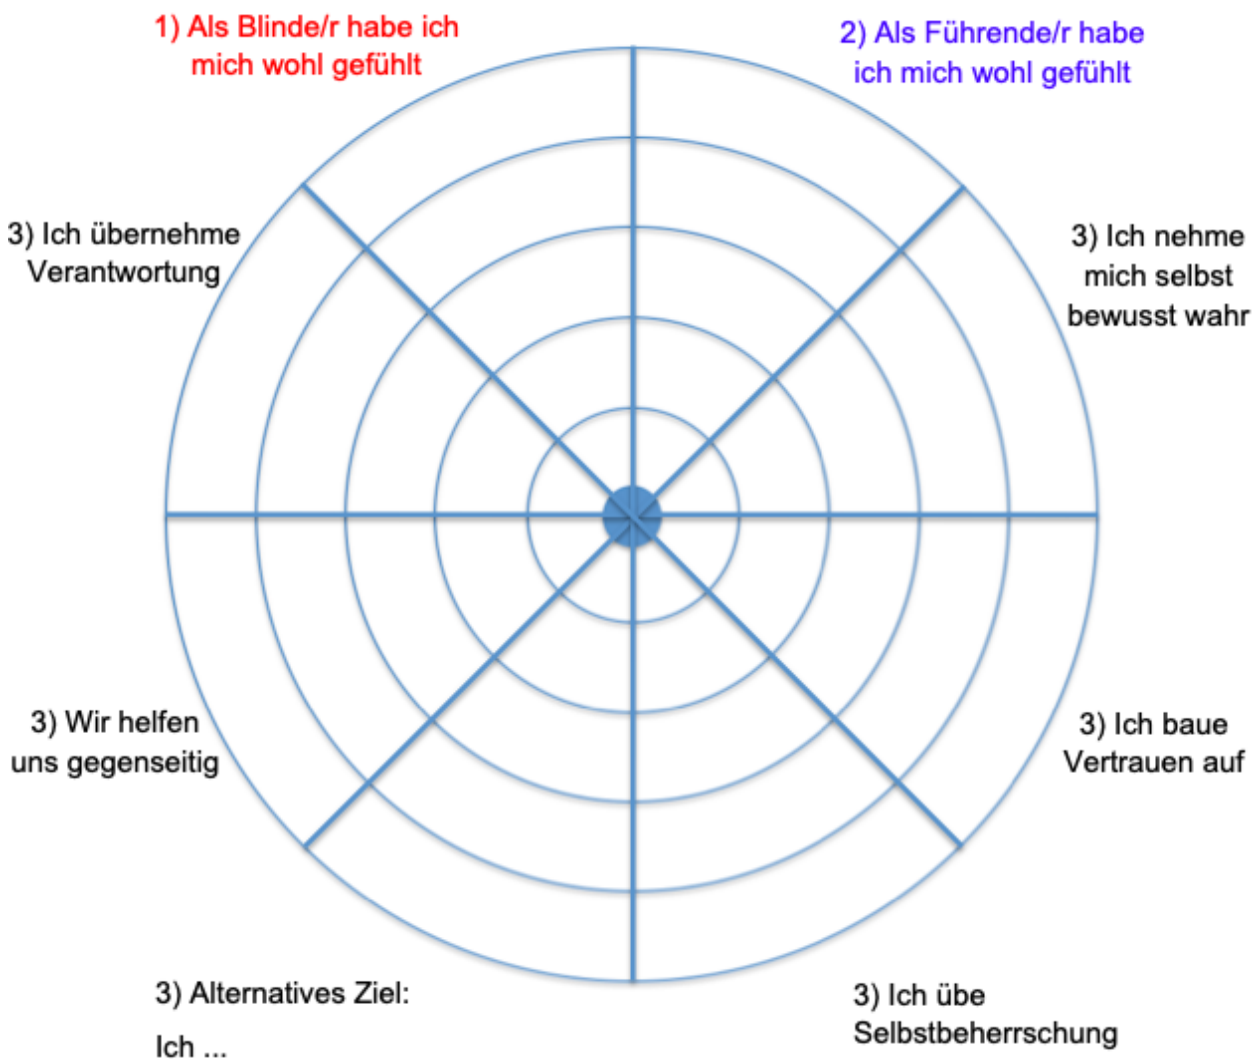 1) Als Blinde/r habe ich
mich wohl gefühlt
2) Als Führende/r habe
ich mich wohl gefühlt
3) Ich übernehme
Verantwortung
3) Ich nehme
mich selbst
bewusst wahr
3) Wir helfen
uns gegenseitig
3) Ich baue
Vertrauen auf
3) Alternatives Ziel:
Ich ...
3) Ich übe
Selbstbeherrschung